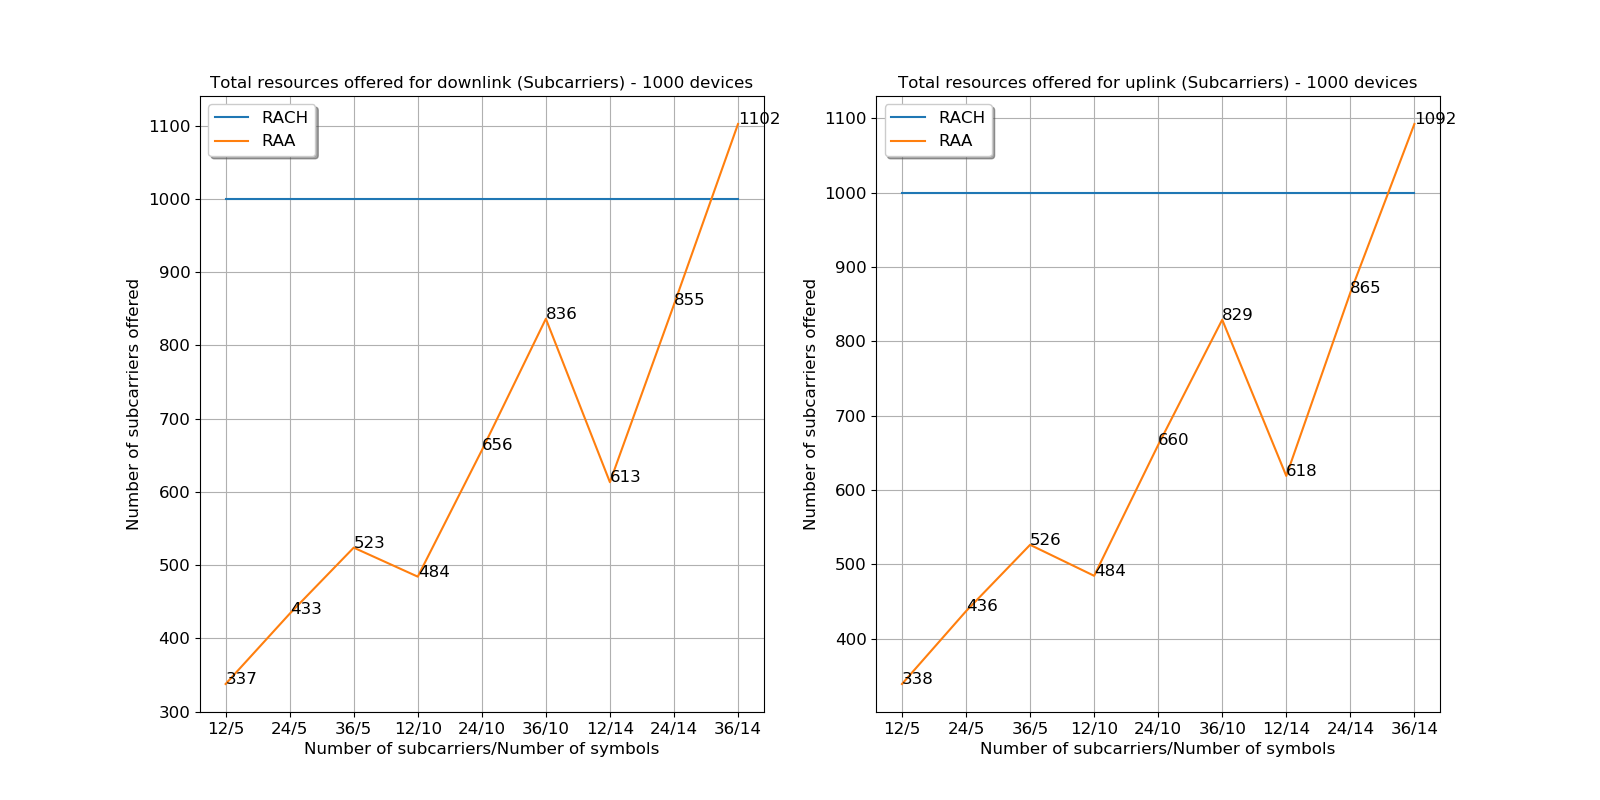 Total resources offered for downlink (Subcarriers) - 1000 devices
RACH
RAA
1100
1000
900
800
700
600
500
400
300
Number of subcarriers offered
337
433
523
484
656
836
613
855
1102
12/5 24/5 36/5 12/10 24/10 36/10 12/14 24/14 36/14
Number of subcarriers/Number of symbols
Total resources offered for uplink (Subcarriers) - 1000 devices
RACH
RAA
1100
1000
900
800
700
600
500
400
Number of subcarriers offered
338
436
526
484
660
829
618
865
1092
12/5 24/5 36/5 12/10 24/10 36/10 12/14 24/14 36/14
Number of subcarriers/Number of symbols